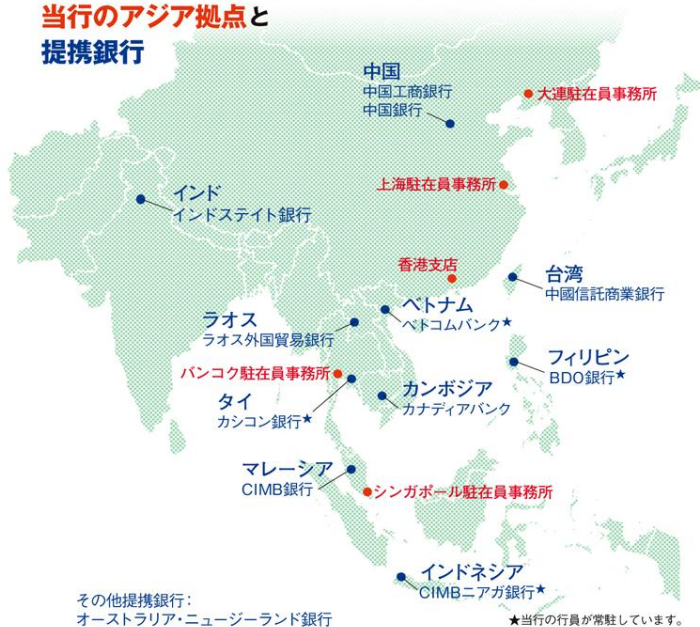 当行のアジア拠点と
提携銀行
中国
中国工商銀行
中国銀行
大連駐在員事務所
上海駐在員事務所
インド
インドステイト銀行
香港支店
台湾
中國信託商業銀行
ベトナム
ベトコムバンク★
ラオス
ラオス外国貿易銀行
フィリピン
BDO銀行★
バンコク駐在員事務所
タイ
カシコン銀行★
カンボジア
カナディアバンク
マレーシア
CIMB銀行
シンガポール駐在員事務所
インドネシア
CIMBニアガ銀行★
その他提携銀行：
オーストラリア・ニュージーランド銀行
★当行の行員が常駐しています。